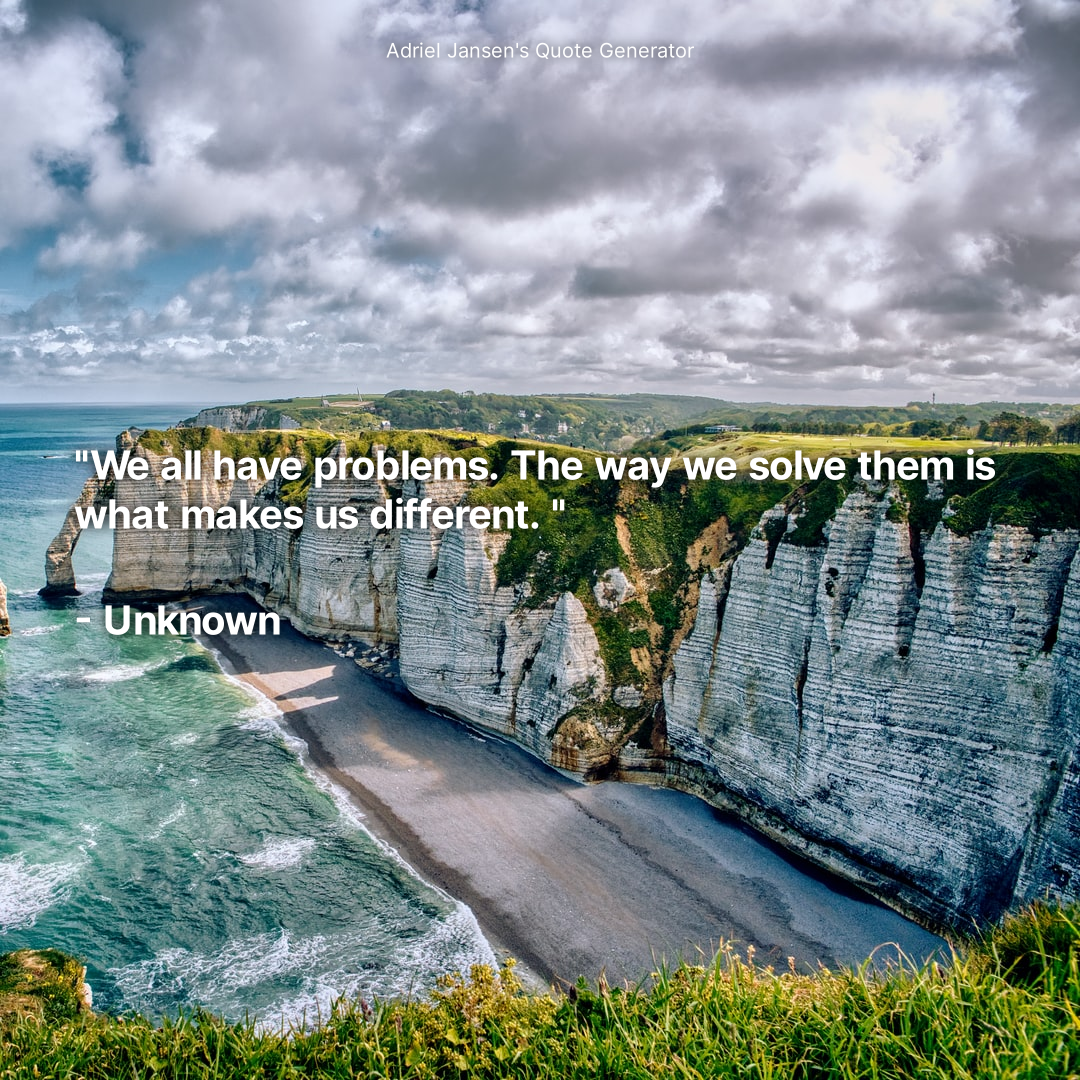 Adriel Jansen's Quote Generator
"We all have problems. The way we solve them is
what makes us different. "
- Unknown